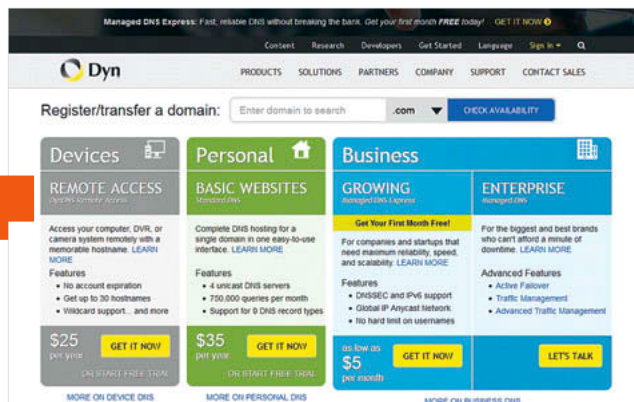 Managed DNS Express: Fast, reliable DNS without breaking the bank. Get your first month FREE today! GET IT NOW
Content Research Developers Get Started Language Sign In
Dyn
PRODUCTS SOLUTIONS PARTNERS COMPANY SUPPORT CONTACT SALES
Register/transfer a domain: Enter domain to search .com CHECK AVAILABILITY
Devices
REMOTE ACCESS
DynDNS Remote Access
Access your computer, DVR, or
camera system remotely with a
memorable hostname. LEARN
MORE
Features
• No account expiration
• Get up to 30 hostnames
• Wildcard support... and more
$25
per year
GET IT NOW
OR START FREE TRIAL
MORE ON DEVICE DNS
Personal
BASIC WEBSITES
Standard DNS
Complete DNS hosting for a
single domain in one easy-to-use
interface. LEARN MORE
Features
• 4 unicast DNS servers
• 750,000 queries per month
• Support for 9 DNS record types
$35
per year
GET IT NOW
OR START FREE TRIAL
MORE ON PERSONAL DNS
Business
GROWING
Managed DNS Express
Get Your First Month Free!
For companies and startups that
need maximum reliability, speed,
and scalability. LEARN MORE
Features
• DNSSEC and IPv6 support
• Global IP Anycast Network
• No hard limit on usernames
as low as
$5
per month
GET IT NOW
ENTERPRISE
Managed DNS
For the biggest and best brands
who can't afford a minute of
downtime. LEARN MORE
Advanced Features
• Active Failover
• Traffic Management
• Advanced Traffic Management
LET'S TALK
MORE ON BUSINESS DNS